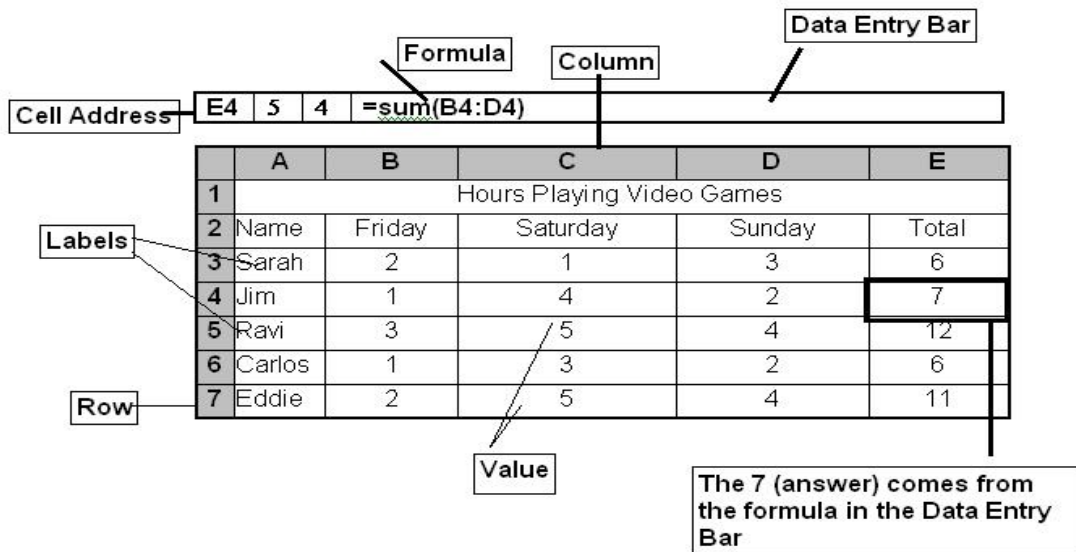 Data Entry Bar
Formula
Column
Cell Address
E4 5 4 =sum(B4:D4)
A B C D E
1 Hours Playing Video Games
2 Name Friday Saturday Sunday Total
Labels
3 Sarah 2 1 3 6
4 Jim 1 4 2 7
5 Ravi 3 5 4 12
6 Carlos 1 3 2 6
7 Eddie 2 5 4 11
Row
Value
The 7 (answer) comes from
the formula in the Data Entry
Bar